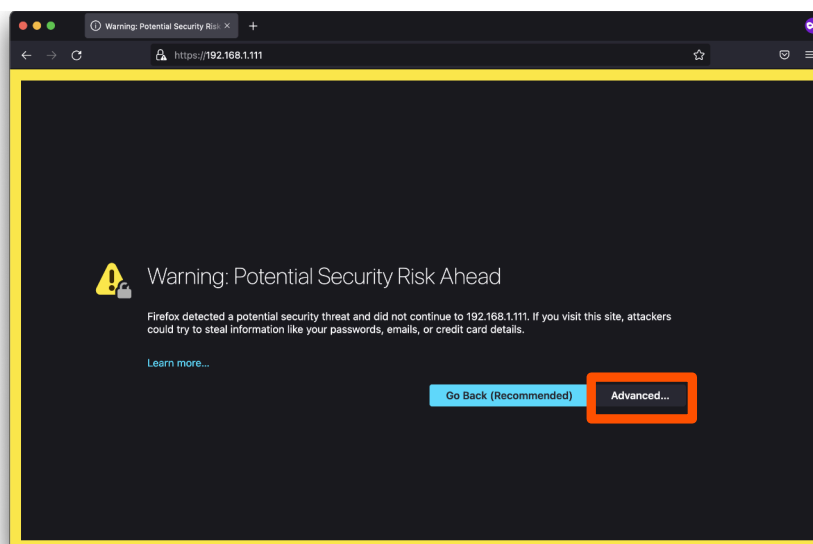 Warning: Potential Security Risk
https://192.168.1.111
Warning: Potential Security Risk Ahead
Firefox detected a potential security threat and did not continue to 192.168.1.111. If you visit this site, attackers
could try to steal information like your passwords, emails, or credit card details.
Learn more...
Go Back (Recommended)
Advanced...